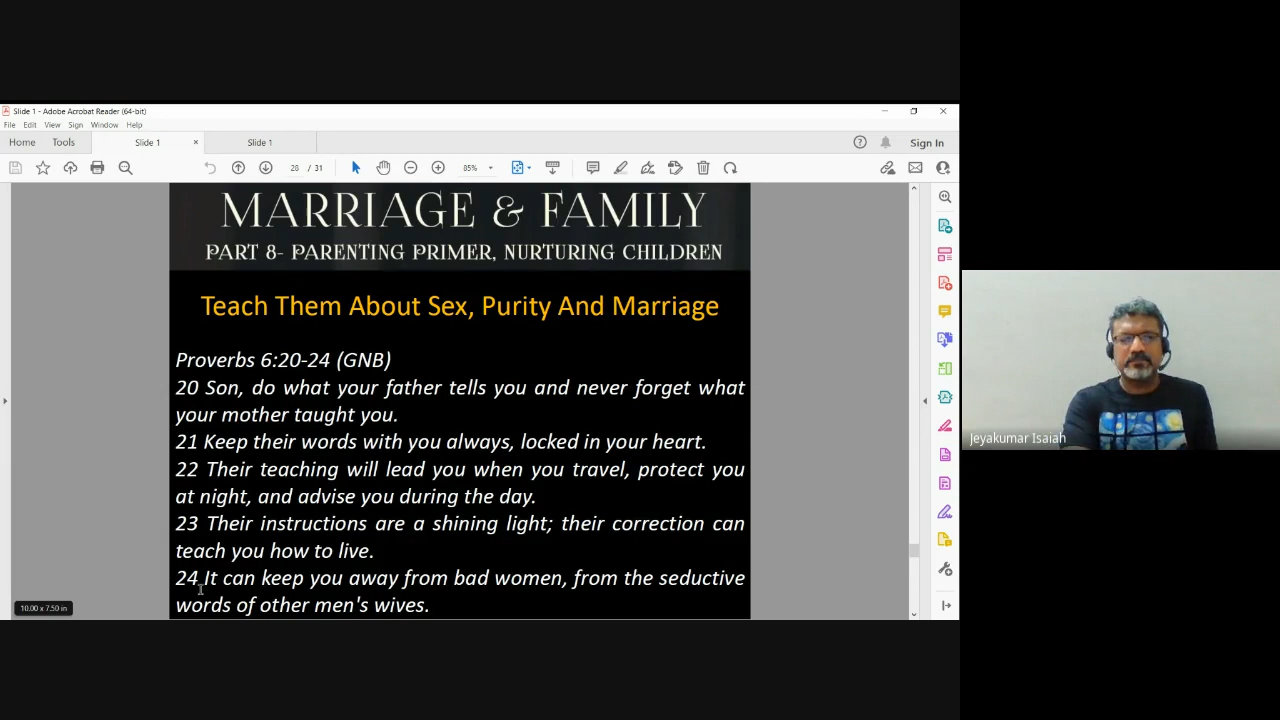 Slide 1 - Adobe Acrobat Reader (64-bit)
File Edit View Sign Window Help
Home Tools Slide 1 × Slide 1 Sign In
28 / 31 85%
MARRIAGE & FAMILY
PART 8- PARENTING PRIMER, NURTURING CHILDREN
Teach Them About Sex, Purity And Marriage
Proverbs 6:20-24 (GNB)
20 Son, do what your father tells you and never forget what
your mother taught you.
21 Keep their words with you always, locked in your heart.
22 Their teaching will lead you when you travel, protect you
at night, and advise you during the day.
23 Their instructions are a shining light; their correction can
teach you how to live.
24 It can keep you away from bad women, from the seductive
words of other men's wives.
10.00 x 7.50 in
Jeyakumar Isaiah